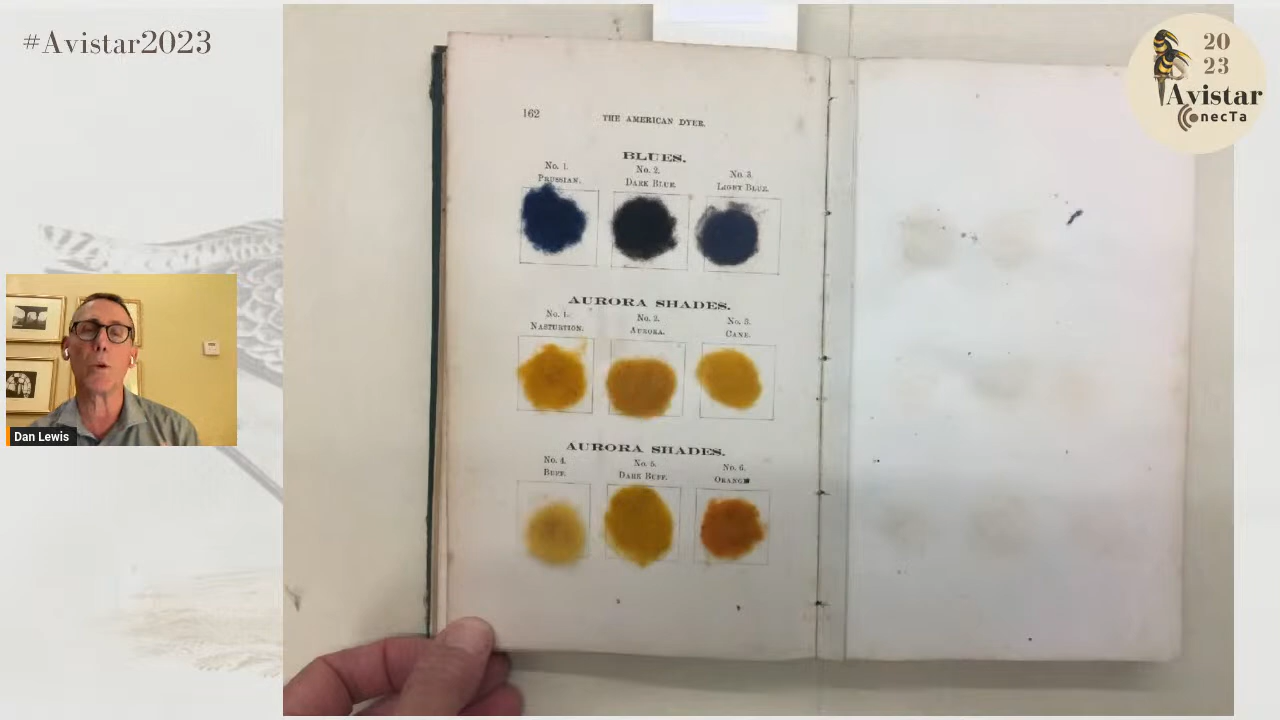 #Avistar2023
20
23
Avistar
ConecTa
162
THE AMERICAN DYER.
BLUES.
No. 1. No. 2. No. 3.
PRUSSIAN. DARK BLUE. LIGHT BLUE.
AURORA SHADES.
No. 1. No. 2. No. 3.
NASTURTION. AURORA. CANE.
AURORA SHADES.
No. 4. No. 5. No. 6.
BUFF. DARK BUFF. ORANGE
Dan Lewis